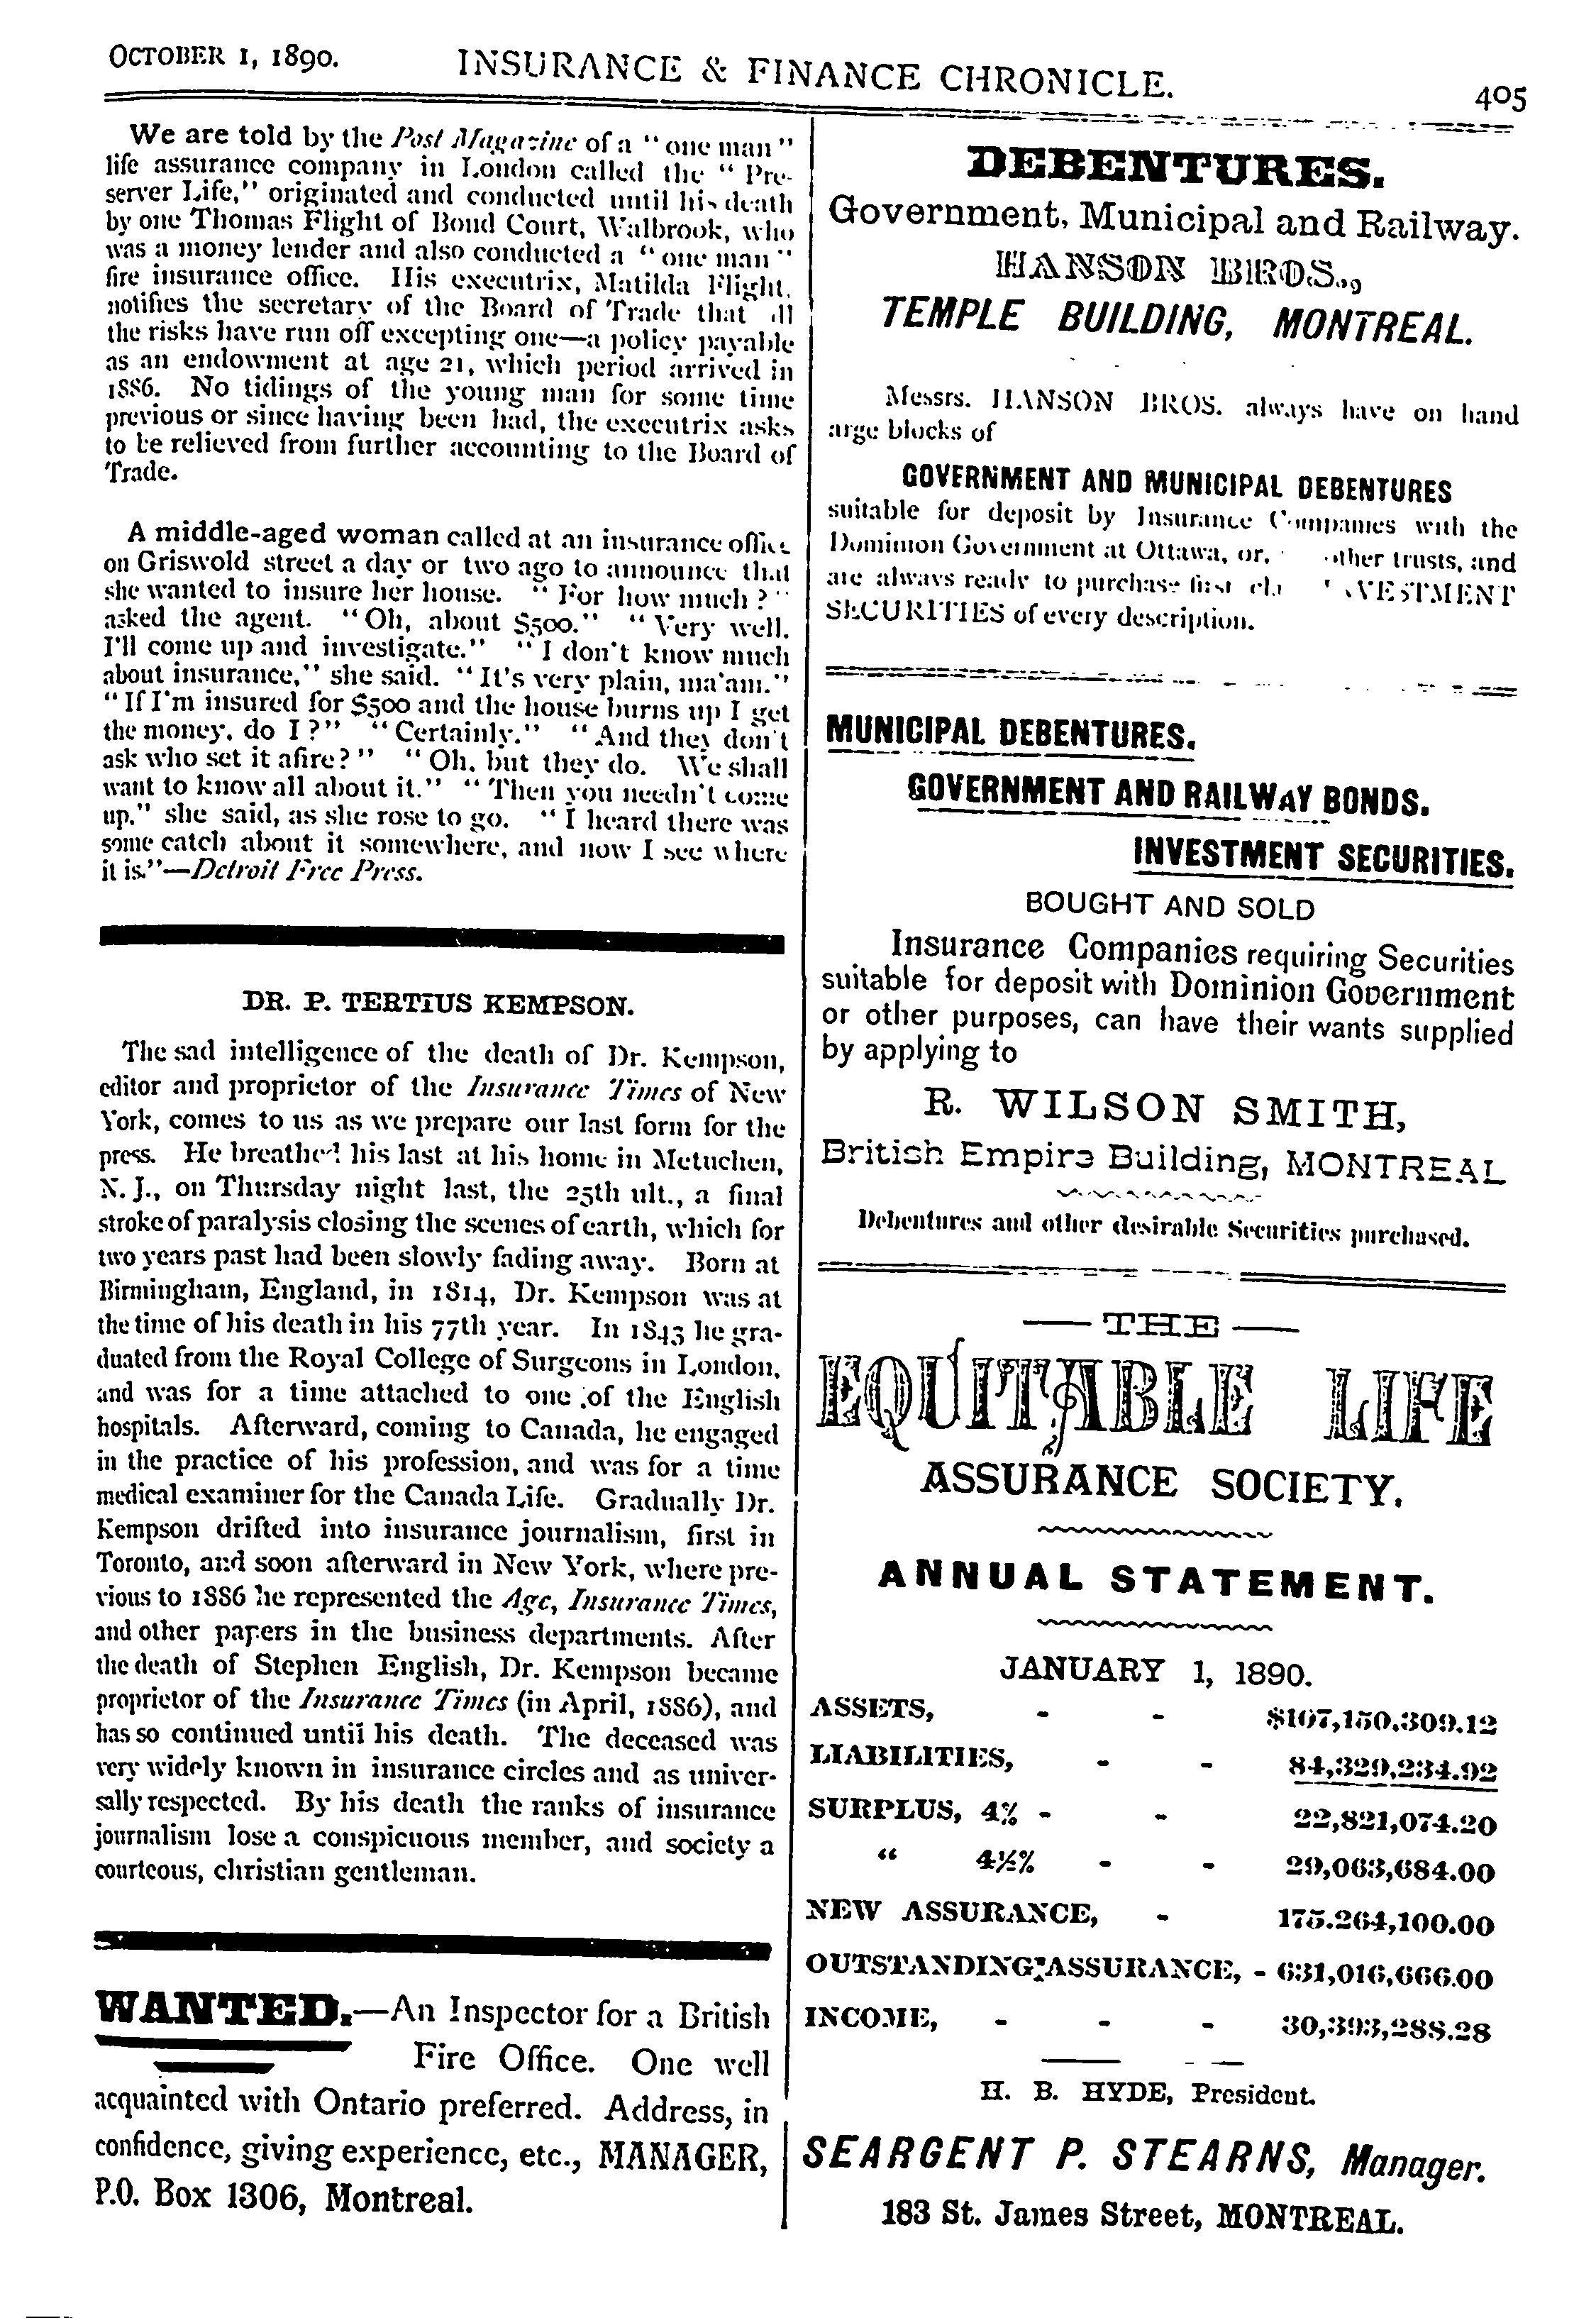 OCTOBER 1, 1890.
INSURANCE & FINANCE CHRONICLE.
405
We are told by the Post Magazine of a "one man"
life assurance company in London called the "Pre-
server Life," originated and conducted until his death
by one Thomas Flight of Bond Court, Walbrook, who
was a money lender and also conducted a "one man"
fire insurance office. His executrix, Matilda Flight,
notifies the secretary of the Board of Trade that all
the risks have run off excepting one—a policy payable
as an endowment at age 21, which period arrived in
1886. No tidings of the young man for some time
previous or since having been had, the executrix asks
to be relieved from further accounting to the Board of
Trade.
A middle-aged woman called at an insurance office
on Griswold street a day or two ago to announce that
she wanted to insure her house. "For how much?"
asked the agent. "Oh, about $500." "Very well.
I'll come up and investigate." "I don't know much
about insurance," she said. "It's very plain, ma'am."
"If I'm insured for $500 and the house burns up I get
the money, do I?" "Certainly." "And they don't
ask who set it afire?" "Oh, but they do. We shall
want to know all about it." "Then you needn't come
up," she said, as she rose to go. "I heard there was
some catch about it somewhere, and now I see where
it is."—Detroit Free Press.
DR. P. TERTIUS KEMPSON.
The sad intelligence of the death of Dr. Kempson,
editor and proprietor of the Insurance Times of New
York, comes to us as we prepare our last form for the
press. He breathed his last at his home in Metuchen,
N. J., on Thursday night last, the 25th ult., a final
stroke of paralysis closing the scenes of earth, which for
two years past had been slowly fading away. Born at
Birmingham, England, in 1814, Dr. Kempson was at
the time of his death in his 77th year. In 1843 he gra-
duated from the Royal College of Surgeons in London,
and was for a time attached to one of the English
hospitals. Afterward, coming to Canada, he engaged
in the practice of his profession, and was for a time
medical examiner for the Canada Life. Gradually Dr.
Kempson drifted into insurance journalism, first in
Toronto, and soon afterward in New York, where pre-
vious to 1886 he represented the Age, Insurance Times,
and other papers in the business departments. After
the death of Stephen English, Dr. Kempson became
proprietor of the Insurance Times (in April, 1886), and
has so continued until his death. The deceased was
very widely known in insurance circles and as univer-
sally respected. By his death the ranks of insurance
journalism lose a conspicuous member, and society a
courteous, christian gentleman.
WANTED.—An Inspector for a British
Fire Office. One well
acquainted with Ontario preferred. Address, in
confidence, giving experience, etc., MANAGER,
P.O. Box 1306, Montreal.
DEBENTURES.
Government, Municipal and Railway.
HANSON BROS.,
TEMPLE BUILDING, MONTREAL.
Messrs. HANSON BROS. always have on hand
arge blocks of
GOVERNMENT AND MUNICIPAL DEBENTURES
suitable for deposit by Insurance Companies with the
Dominion Government at Ottawa, or, other trusts, and
are always ready to purchase first INVESTMENT
SECURITIES of every description.
MUNICIPAL DEBENTURES.
GOVERNMENT AND RAILWAY BONDS.
INVESTMENT SECURITIES.
BOUGHT AND SOLD
Insurance Companies requiring Securities
suitable for deposit with Dominion Government
or other purposes, can have their wants supplied
by applying to
R. WILSON SMITH,
British Empire Building, MONTREAL
Debentures and other desirable Securities purchased.
—THE—
EQUITABLE LIFE
ASSURANCE SOCIETY.
ANNUAL STATEMENT.
JANUARY 1, 1890.
ASSETS, - - $107,150,309.12
LIABILITIES, - - 84,329,234.92
SURPLUS, 4% - - 22,821,074.20
" 4½% - - 29,063,684.00
NEW ASSURANCE, - 175.264,100.00
OUTSTANDING ASSURANCE, - 631,016,666.00
INCOME, - - - 30,393,288.28
H. B. HYDE, President.
SEARGENT P. STEARNS, Manager.
183 St. James Street, MONTREAL.